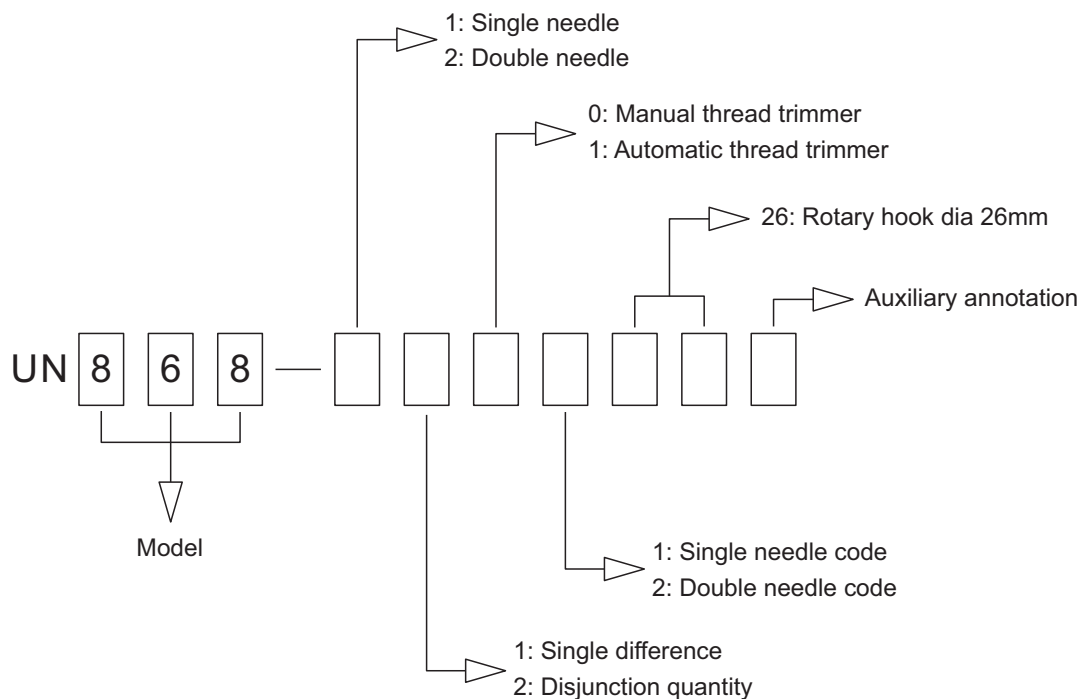 1: Single needle
2: Double needle
0: Manual thread trimmer
1: Automatic thread trimmer
26: Rotary hook dia 26mm
Auxiliary annotation
UN 8 6 8 —
Model
1: Single needle code
2: Double needle code
1: Single difference
2: Disjunction quantity